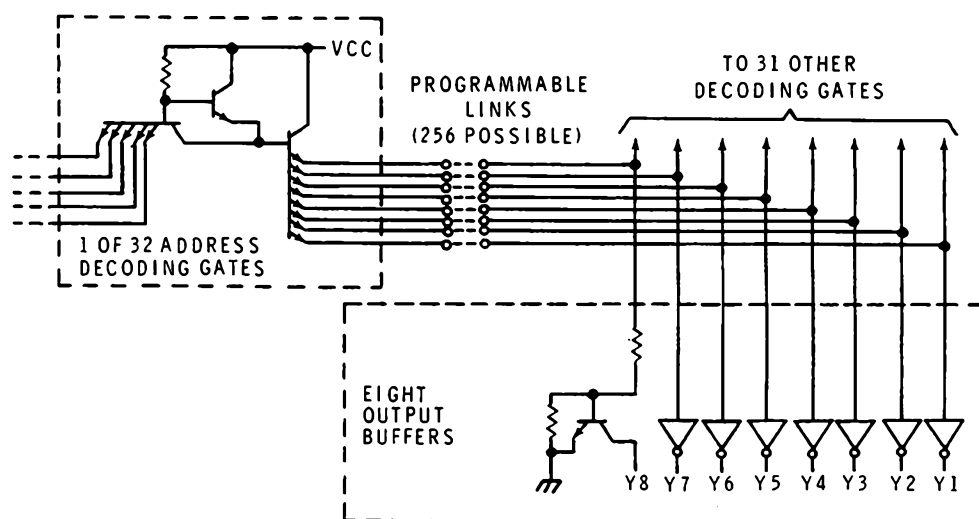 VCC
PROGRAMMABLE
LINKS
(256 POSSIBLE)
TO 31 OTHER
DECODING GATES
1 OF 32 ADDRESS
DECODING GATES
EIGHT
OUTPUT
BUFFERS
Y8 Y7 Y6 Y5 Y4 Y3 Y2 Y1